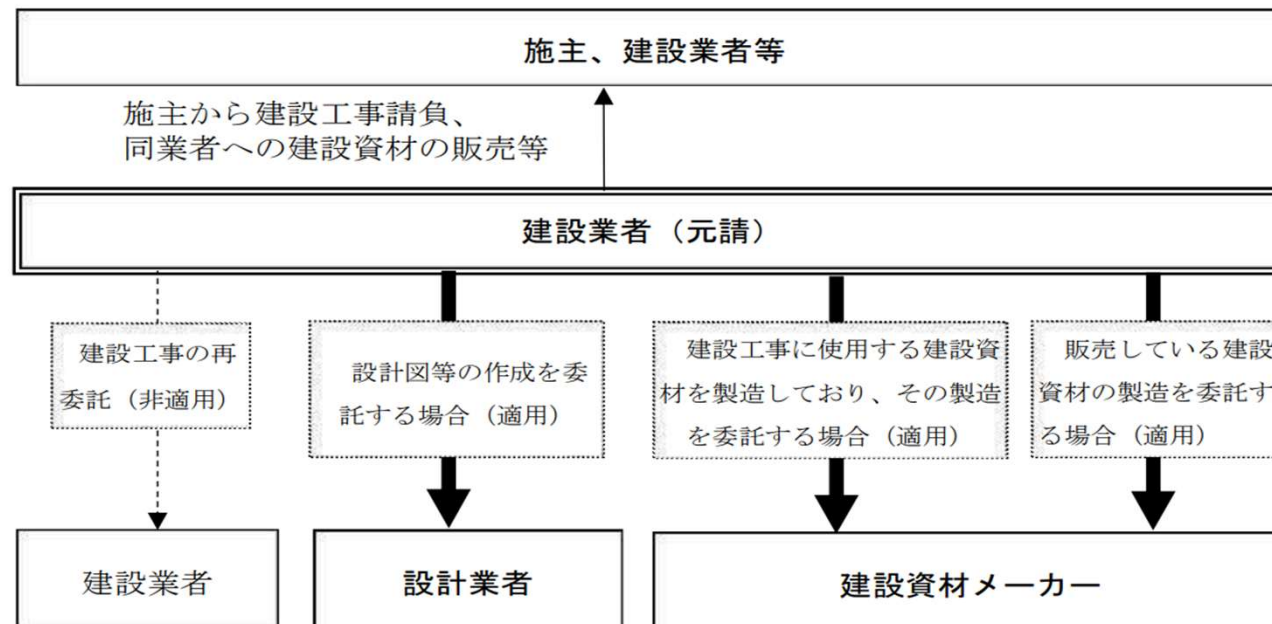 施主、建設業者等
施主から建設工事請負、
同業者への建設資材の販売等
建設業者（元請）
建設工事の再
委託（非適用）
設計図等の作成を委
託する場合（適用）
建設工事に使用する建設資
材を製造しており、その製造
を委託する場合（適用）
販売している建設
資材の製造を委託す
る場合（適用）
建設業者
設計業者
建設資材メーカー